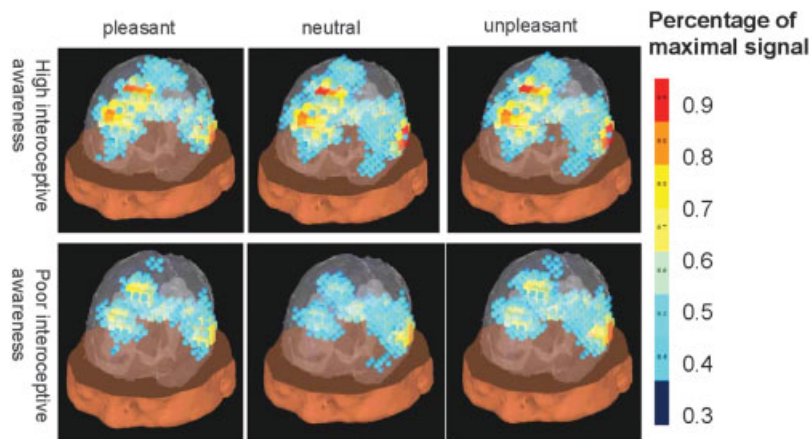 pleasant neutral unpleasant
Percentage of
maximal signal
High interoceptive
awareness
Poor interoceptive
awareness
0.9
0.8
0.7
0.6
0.5
0.4
0.3